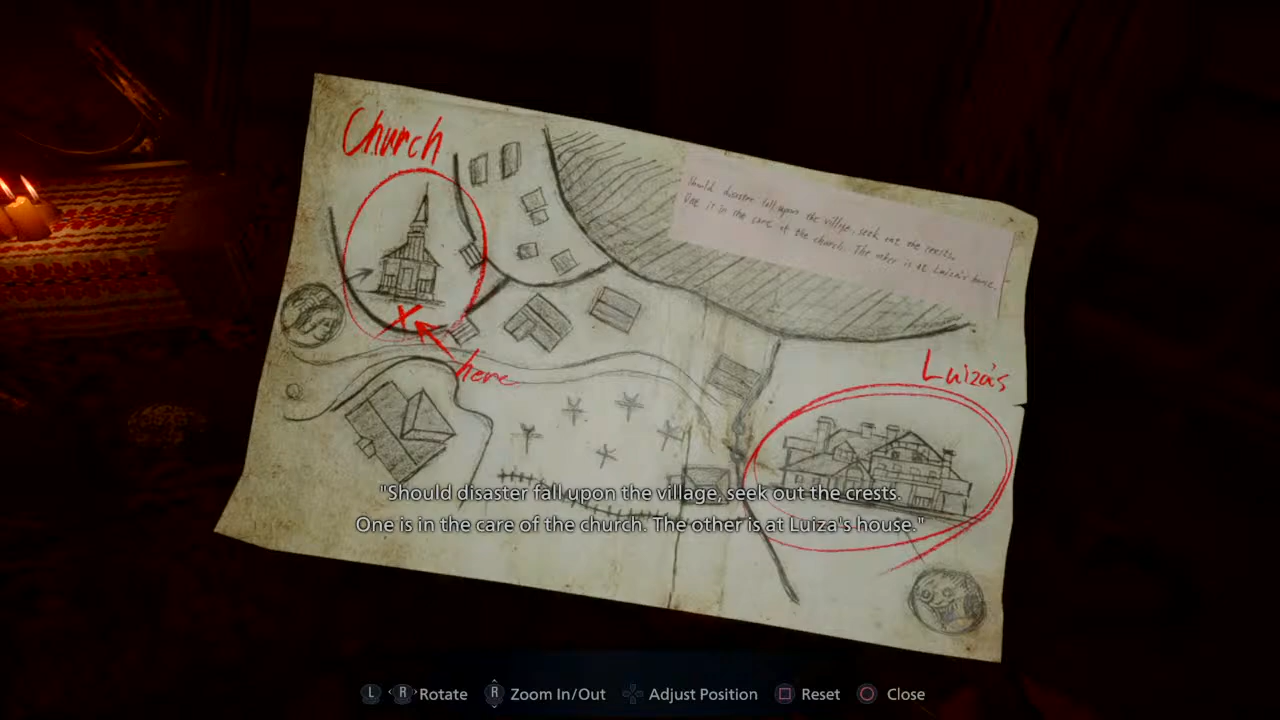 Church
Should disaster fall upon the village, seek out the crests.
One is in the care of the church. The other is at Luiza's house.
Luiza's
here
"Should disaster fall upon the village, seek out the crests.
One is in the care of the church. The other is at Luiza's house."
L R Rotate R Zoom In/Out Adjust Position Reset Close